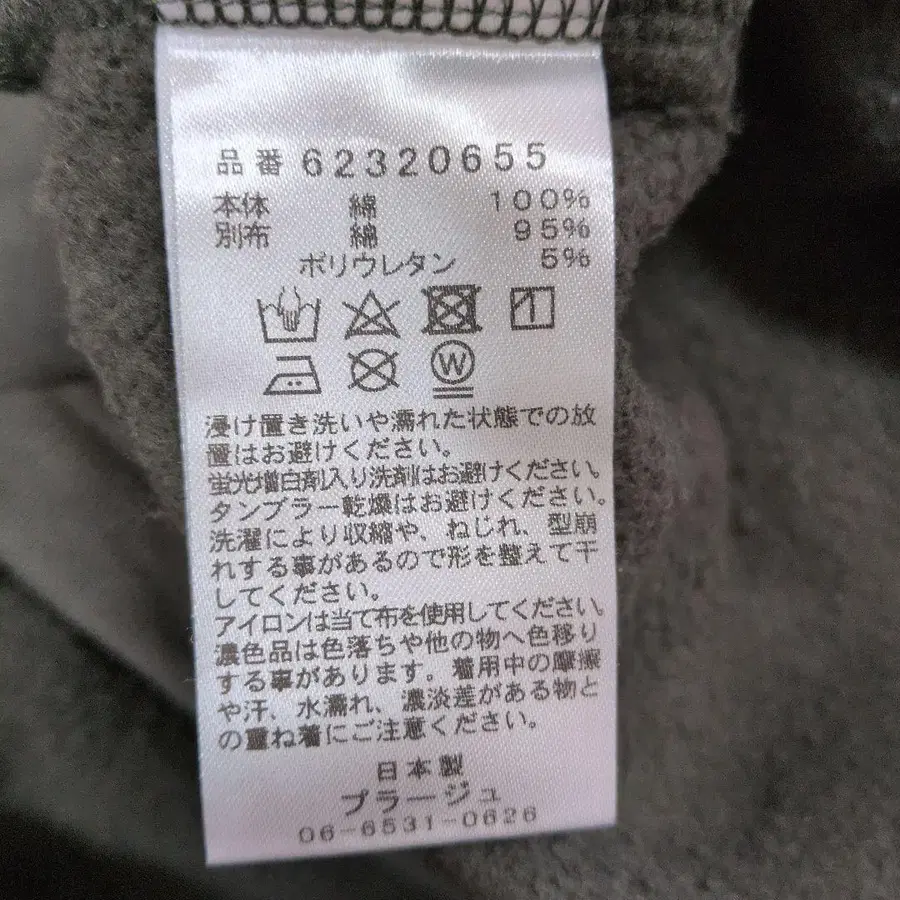 品番 62320655
本体 綿 100%
別布 綿 95%
ポリウレタン 5%
W
浸け置き洗いや濡れた状態での放
置はお避けください。
蛍光増白剤入り洗剤はお避けください。
タンブラー乾燥はお避けください。
洗濯により収縮や、ねじれ、型崩
れする事があるので形を整えて干
してください。
アイロンは当て布を使用してください。
濃色品は色落ちや他の物へ色移り
する事があります。着用中の摩擦
や汗、水濡れ、濃淡差がある物と
の重ね着にご注意ください。
日本製
プラージュ
06-6531-0626